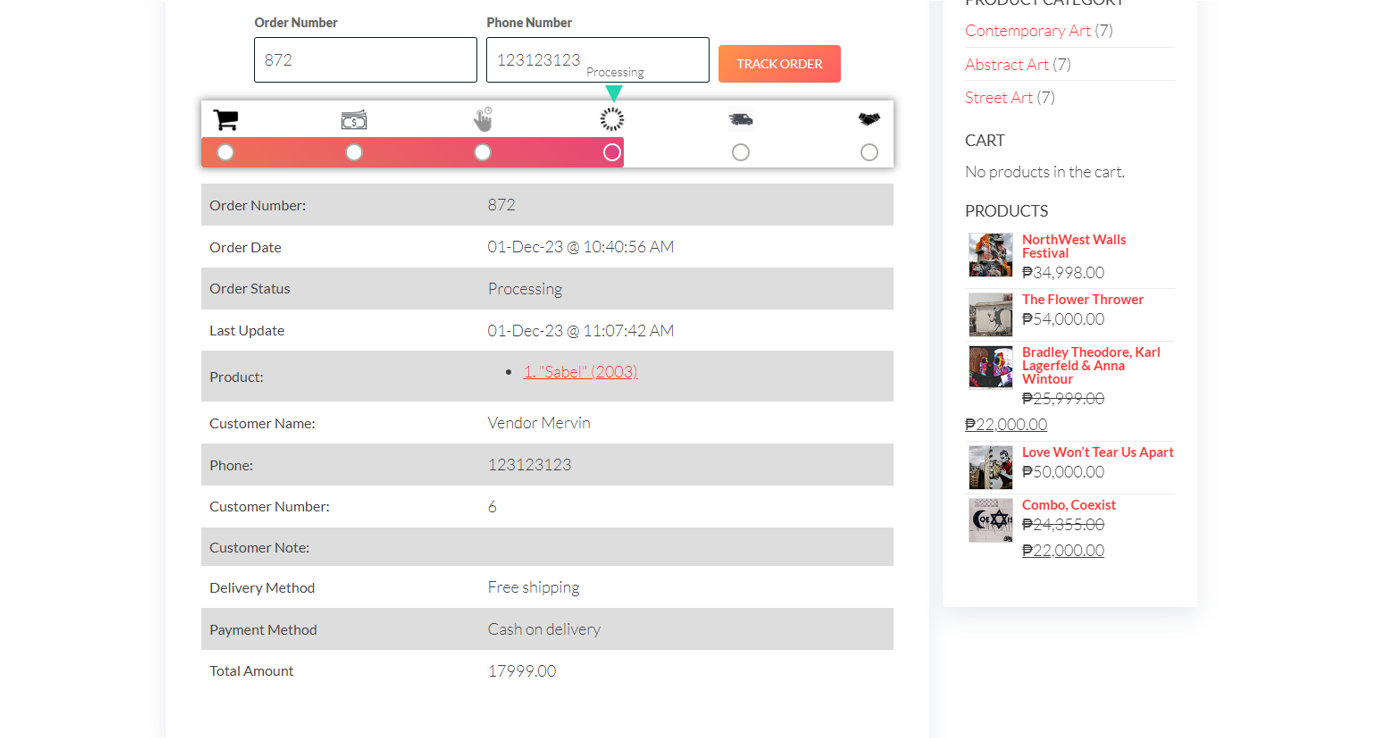 Order Number
Phone Number
872
123123123
Processing
TRACK ORDER
Order Number: 872
Order Date 01-Dec-23 @ 10:40:56 AM
Order Status Processing
Last Update 01-Dec-23 @ 11:07:42 AM
Product: • 1. "Sabel" (2003)
Customer Name: Vendor Mervin
Phone: 123123123
Customer Number: 6
Customer Note:
Delivery Method Free shipping
Payment Method Cash on delivery
Total Amount 17999.00
PRODUCT CATEGORY
Contemporary Art (7)
Abstract Art (7)
Street Art (7)
CART
No products in the cart.
PRODUCTS
NorthWest Walls
Festival
₱34,998.00
The Flower Thrower
₱54,000.00
Bradley Theodore, Karl
Lagerfeld & Anna
Wintour
₱25,999.00
₱22,000.00
Love Won't Tear Us Apart
₱50,000.00
Combo, Coexist
₱24,355.00
₱22,000.00